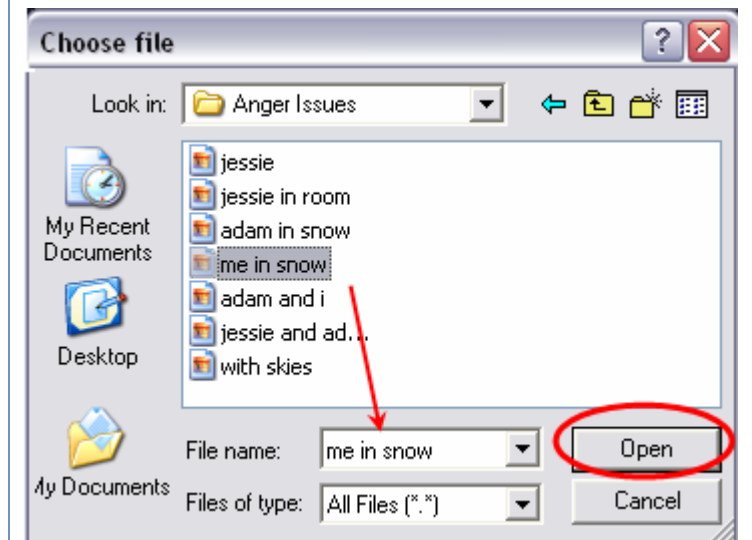 Choose file
Look in: Anger Issues
jessie
jessie in room
adam in snow
me in snow
adam and i
jessie and ad...
with skies
My Recent
Documents
Desktop
My Documents
File name: me in snow Open
Files of type: All Files (*.*) Cancel